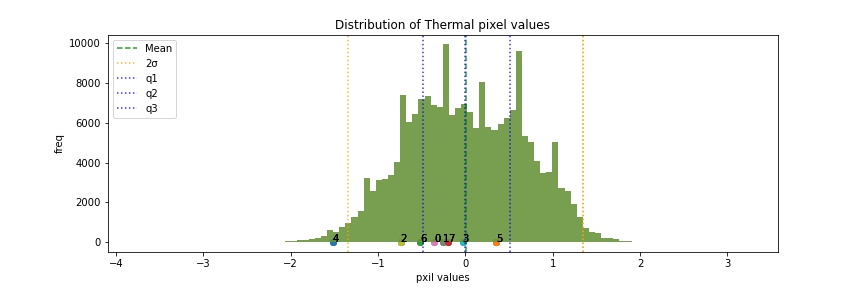 Distribution of Thermal pixel values
Mean
2σ
q1
q2
q3
freq
10000
8000
6000
4000
2000
0
4 2 6 0 1 7 3 5
−4 −3 −2 −1 0 1 2 3
pxil values